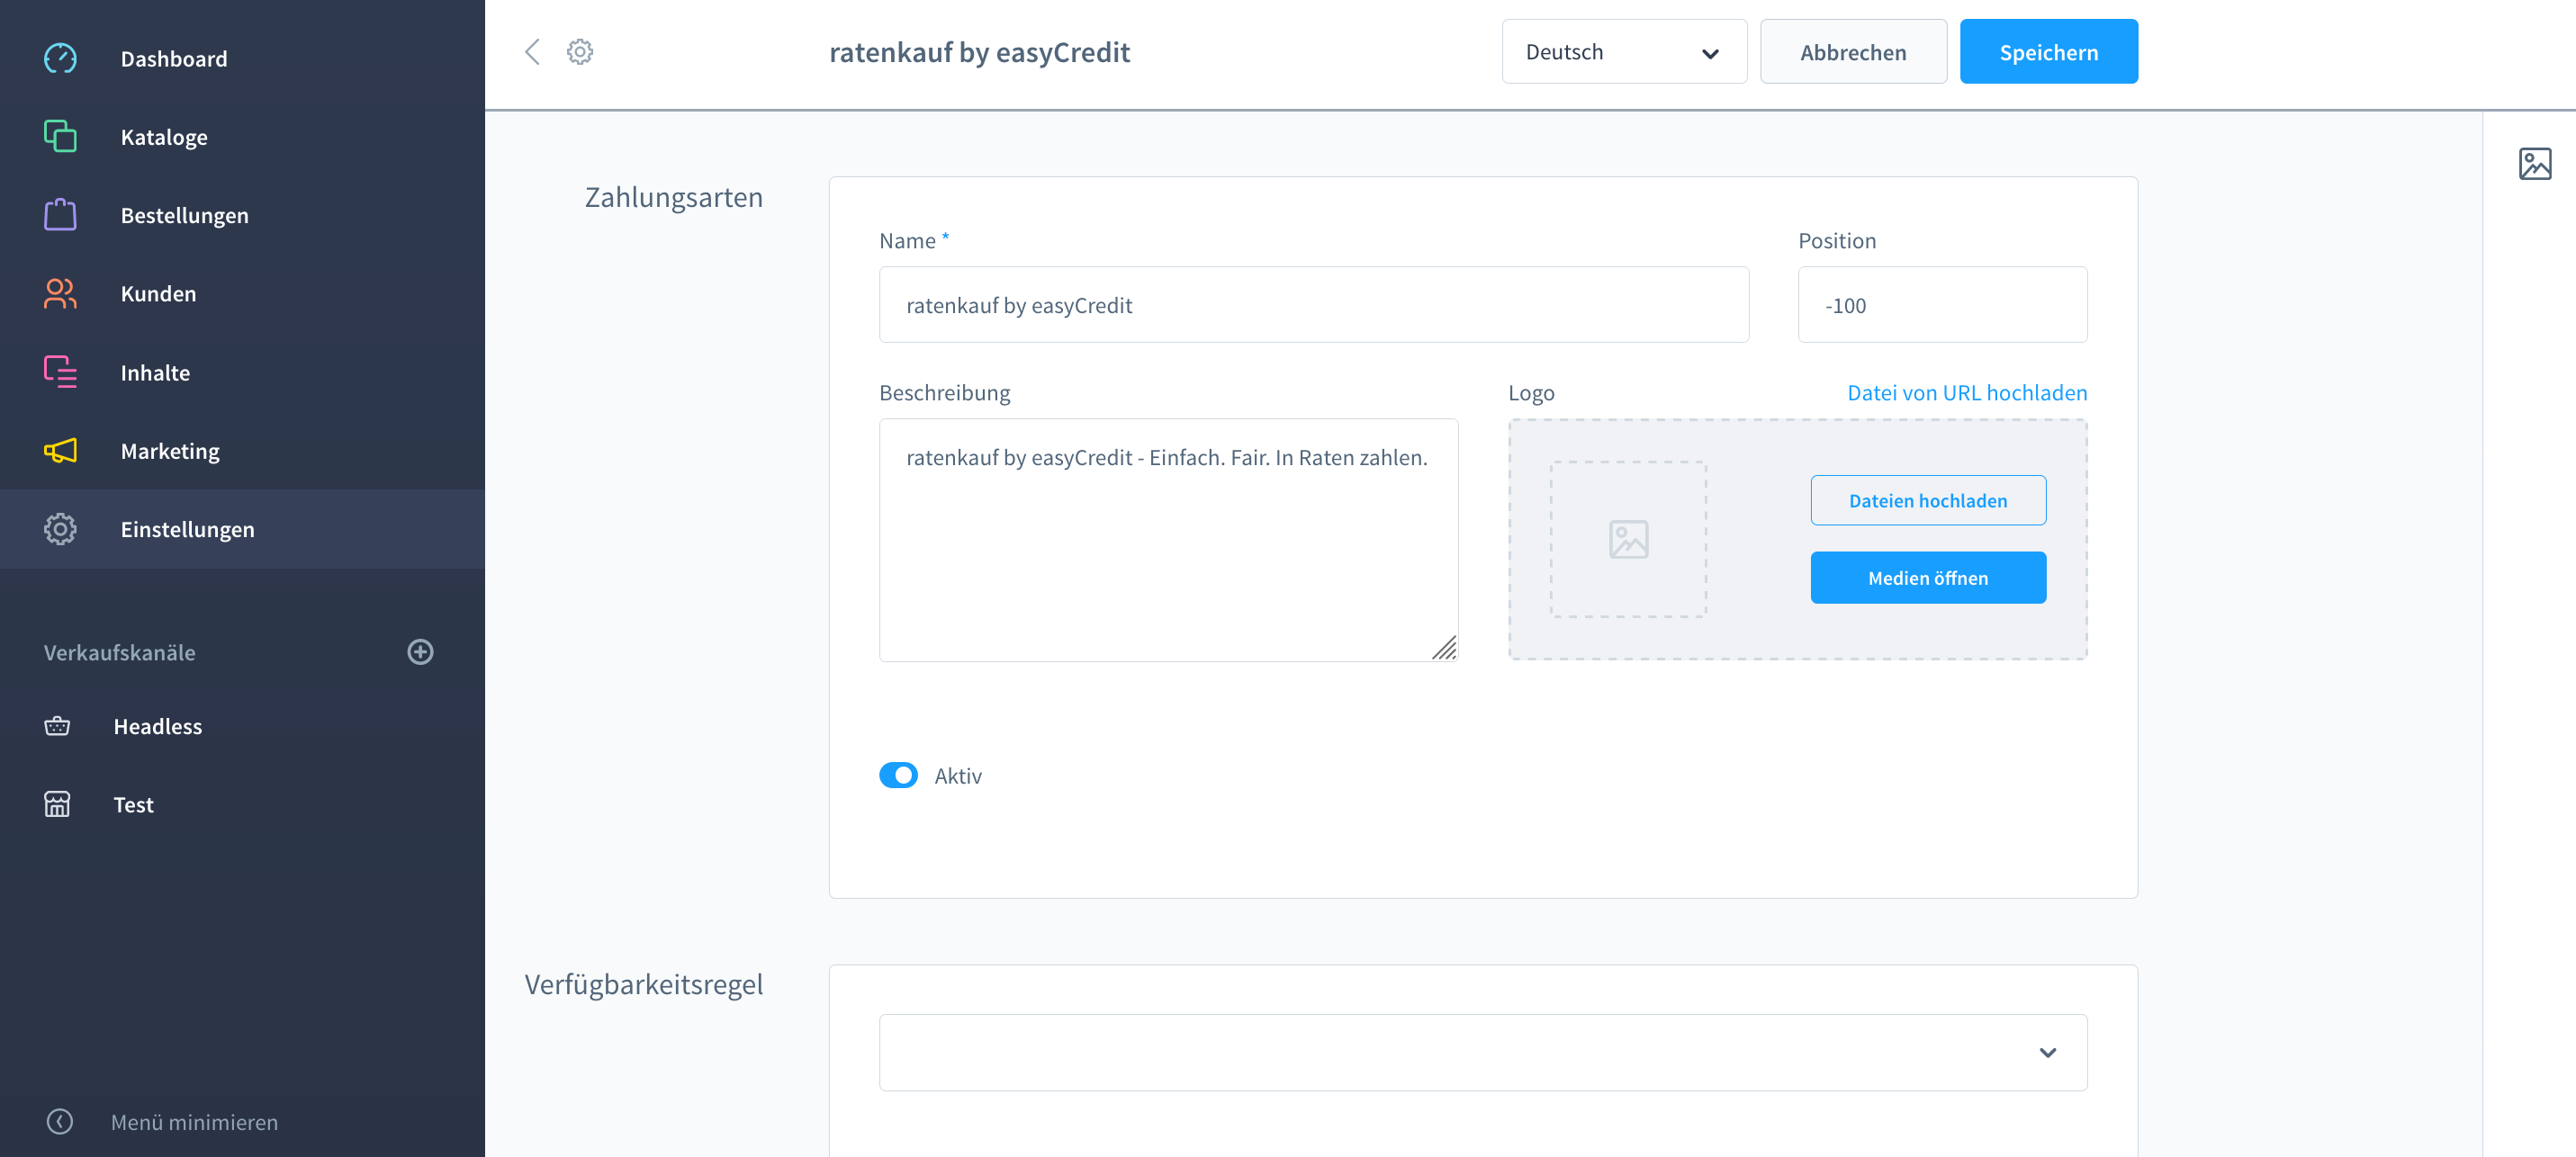 Dashboard
Kataloge
Bestellungen
Kunden
Inhalte
Marketing
Einstellungen
Verkaufskanäle
Headless
Test
Menü minimieren
ratenkauf by easyCredit
Deutsch
Abbrechen
Speichern
Zahlungsarten
Name *
Position
ratenkauf by easyCredit
-100
Beschreibung
Logo
Datei von URL hochladen
ratenkauf by easyCredit - Einfach. Fair. In Raten zahlen.
Dateien hochladen
Medien öffnen
Aktiv
Verfügbarkeitsregel